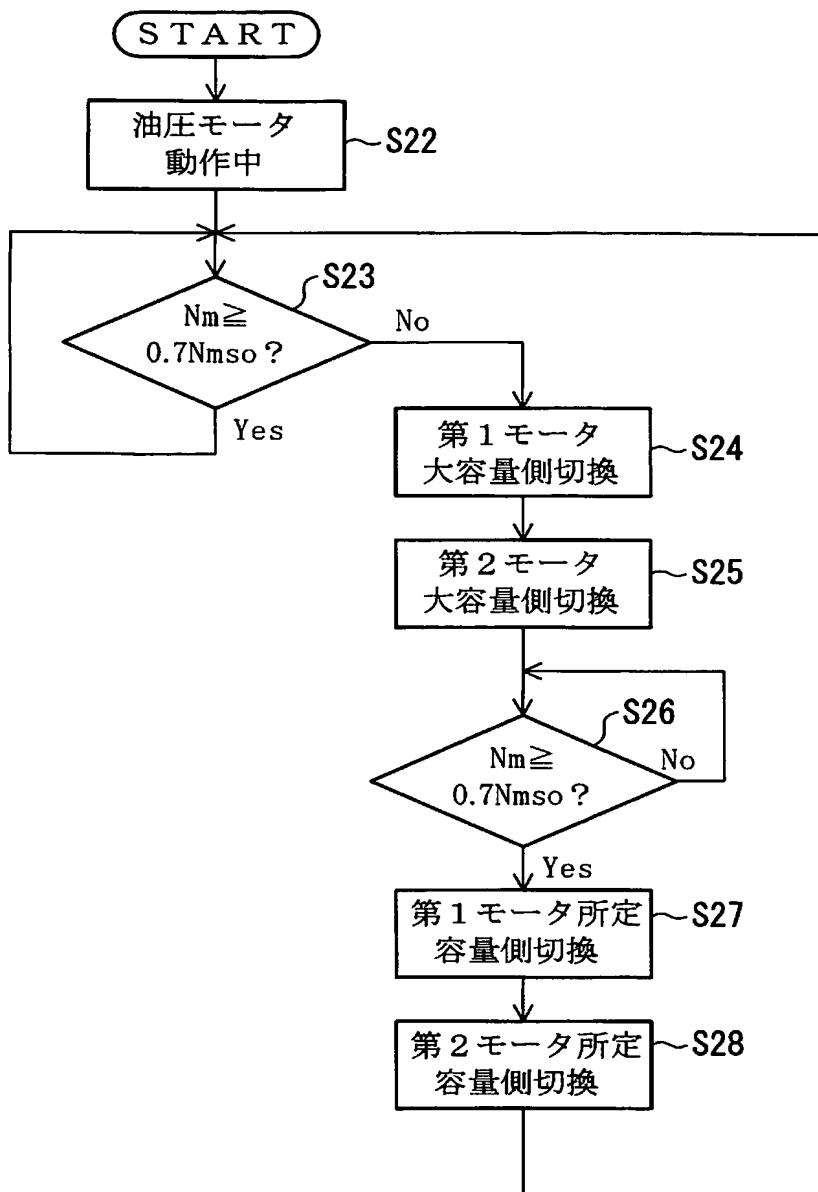 START
油圧モータ
動作中
S22
S23
Nm≧
0.7Nmso?
No
Yes
第1モータ
大容量側切換
S24
第2モータ
大容量側切換
S25
S26
Nm≧
0.7Nmso?
No
Yes
第1モータ所定
容量側切換
S27
第2モータ所定
容量側切換
S28